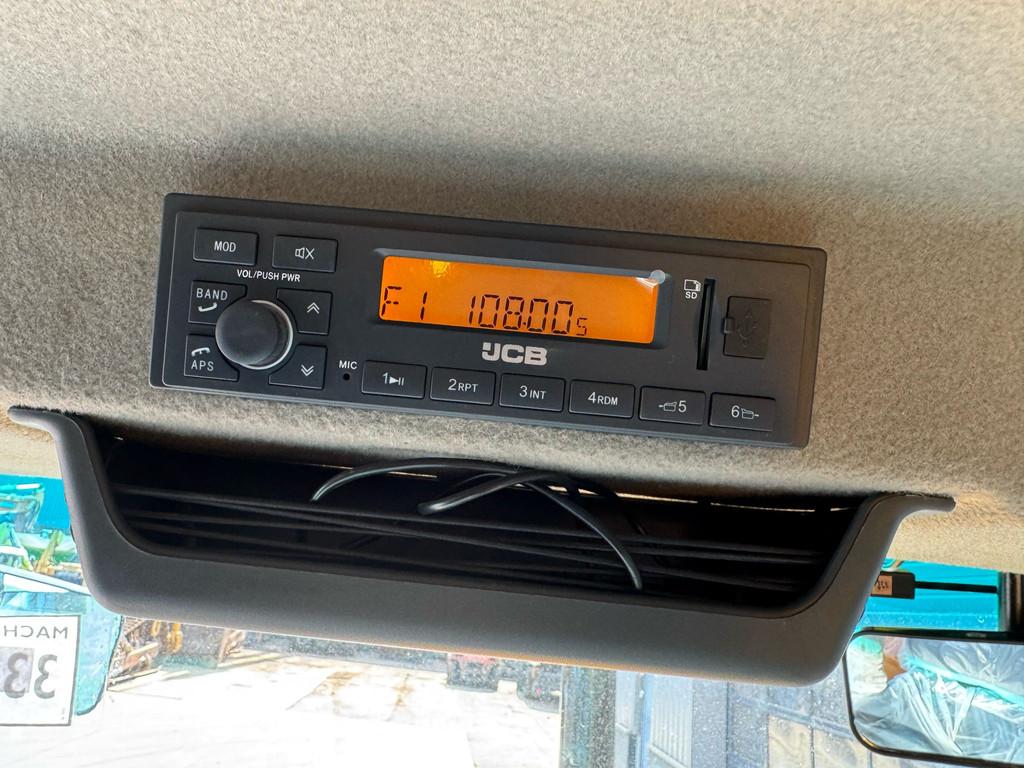 MOD
VOL/PUSH PWR
BAND
APS
F1 108.00S
JCB
MIC
1 2RPT 3INT 4RDM 5 6
SD
MACH
33